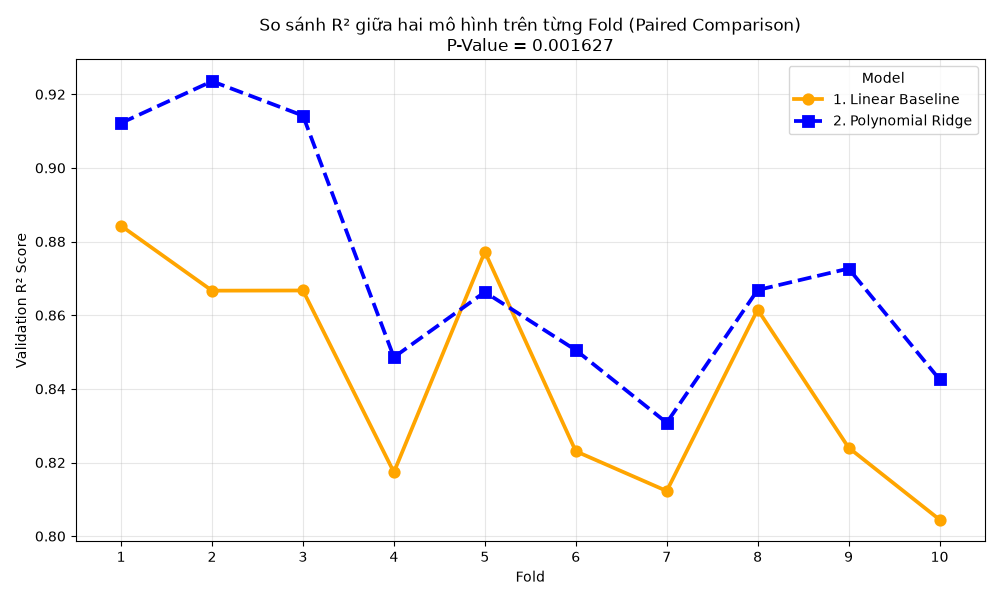 So sánh R² giữa hai mô hình trên từng Fold (Paired Comparison)
P-Value = 0.001627
Model
1. Linear Baseline
2. Polynomial Ridge
Validation R² Score
0.92
0.90
0.88
0.86
0.84
0.82
0.80
1 2 3 4 5 6 7 8 9 10
Fold